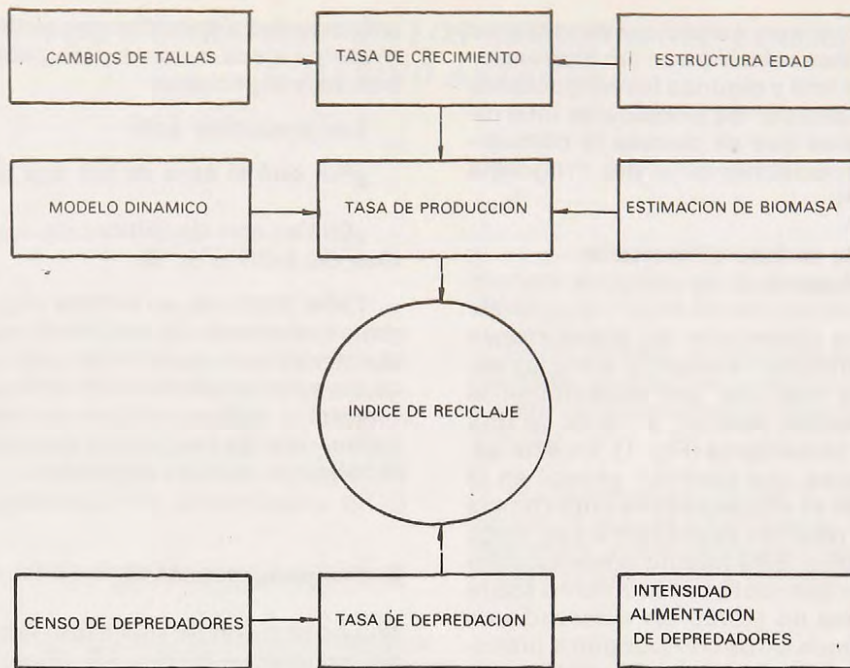 CAMBIOS DE TALLAS
TASA DE CRECIMIENTO
ESTRUCTURA EDAD
MODELO DINAMICO
TASA DE PRODUCCION
ESTIMACION DE BIOMASA
INDICE DE RECICLAJE
CENSO DE DEPREDADORES
TASA DE DEPREDACION
INTENSIDAD
ALIMENTACION
DE DEPREDADORES